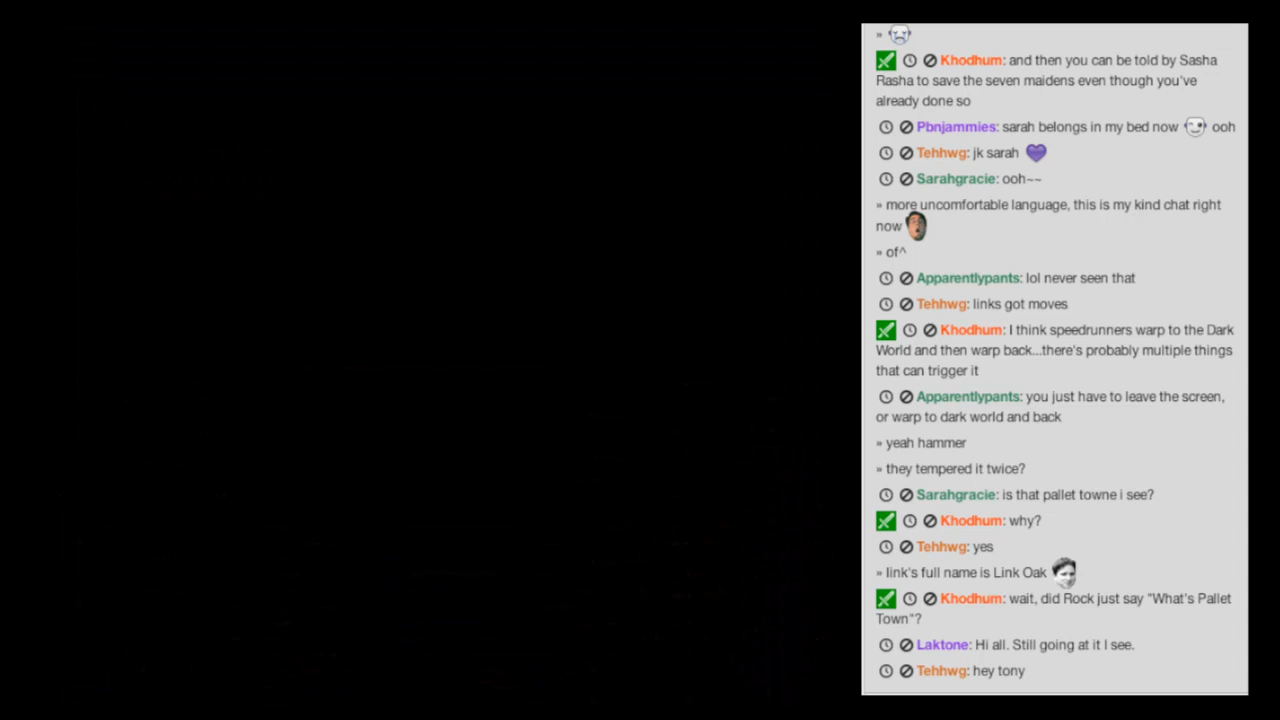 »
Khodhum: and then you can be told by Sasha
Rasha to save the seven maidens even though you've
already done so
Pbnjammies: sarah belongs in my bed now ooh
Tehhwg: jk sarah
Sarahgracie: ooh~~
» more uncomfortable language, this is my kind chat right
now
» of^
Apparentlypants: lol never seen that
Tehhwg: links got moves
Khodhum: I think speedrunners warp to the Dark
World and then warp back...there's probably multiple things
that can trigger it
Apparentlypants: you just have to leave the screen,
or warp to dark world and back
» yeah hammer
» they tempered it twice?
Sarahgracie: is that pallet towne i see?
Khodhum: why?
Tehhwg: yes
» link's full name is Link Oak
Khodhum: wait, did Rock just say "What's Pallet
Town"?
Laktone: Hi all. Still going at it I see.
Tehhwg: hey tony